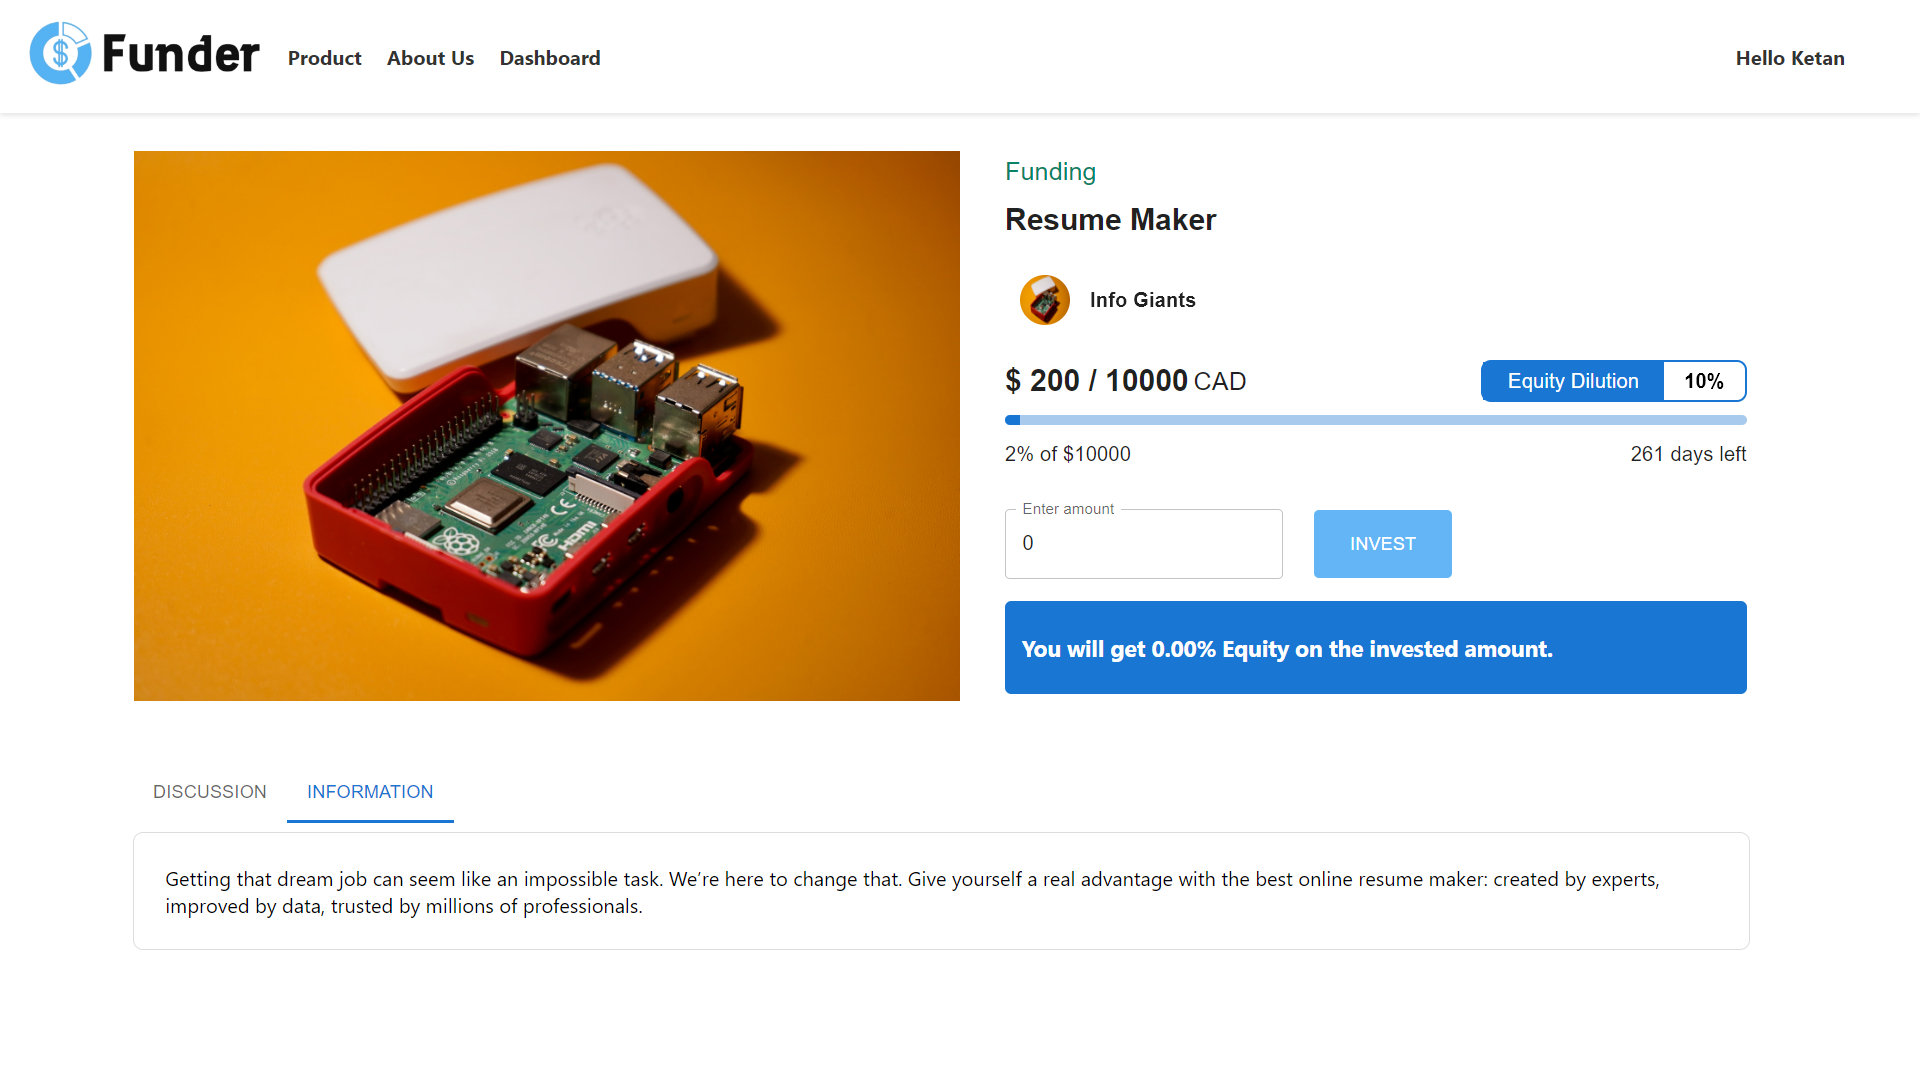 Funder
Product
About Us
Dashboard
Hello Ketan
HDMI
Funding
Resume Maker
Info Giants
$ 200 / 10000 CAD
Equity Dilution
10%
2% of $10000
261 days left
Enter amount
0
INVEST
You will get 0.00% Equity on the invested amount.
DISCUSSION
INFORMATION
Getting that dream job can seem like an impossible task. We’re here to change that. Give yourself a real advantage with the best online resume maker: created by experts,
improved by data, trusted by millions of professionals.